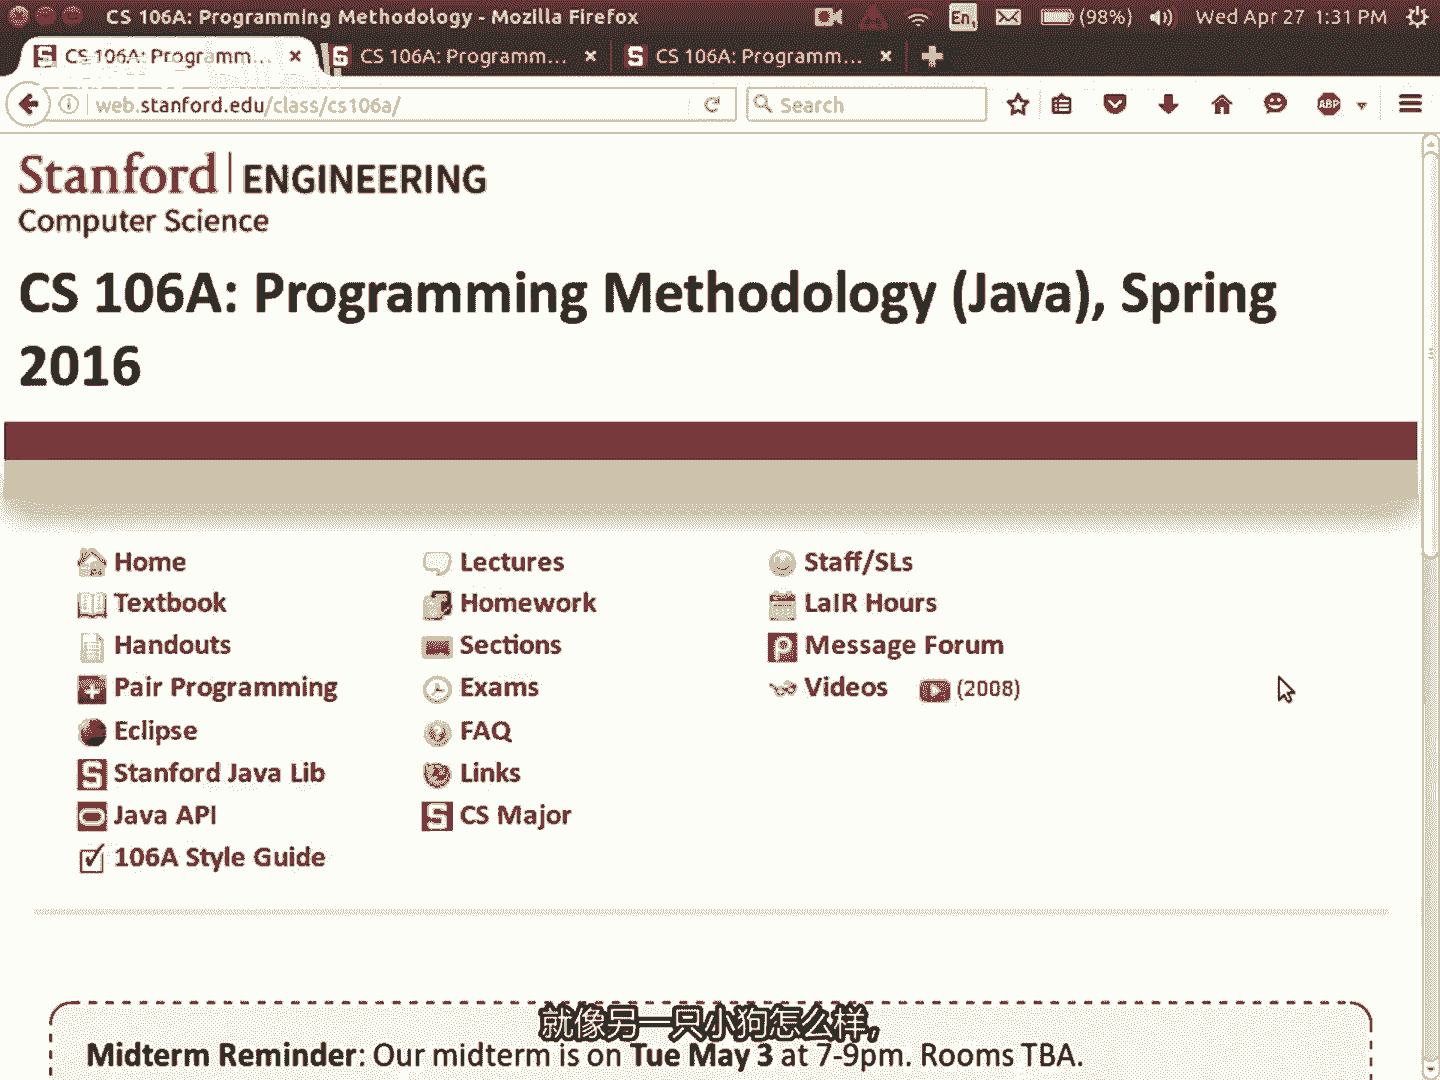 CS 106A: Programming Methodology - Mozilla Firefox
En
(98%)
Wed Apr 27 1:31 PM
CS 106A: Programm...
CS 106A: Programm...
CS 106A: Programm...
web.stanford.edu/class/cs106a/
Search
ABP
Stanford ENGINEERING
Computer Science
CS 106A: Programming Methodology (Java), Spring
2016
Home
Textbook
Handouts
Pair Programming
Eclipse
Stanford Java Lib
Java API
106A Style Guide
Lectures
Homework
Sections
Exams
FAQ
Links
CS Major
Staff/SLs
LaIR Hours
Message Forum
Videos (2008)
就像另一只小狗怎么样,
Midterm Reminder: Our midterm is on Tue May 3 at 7-9pm. Rooms TBA.